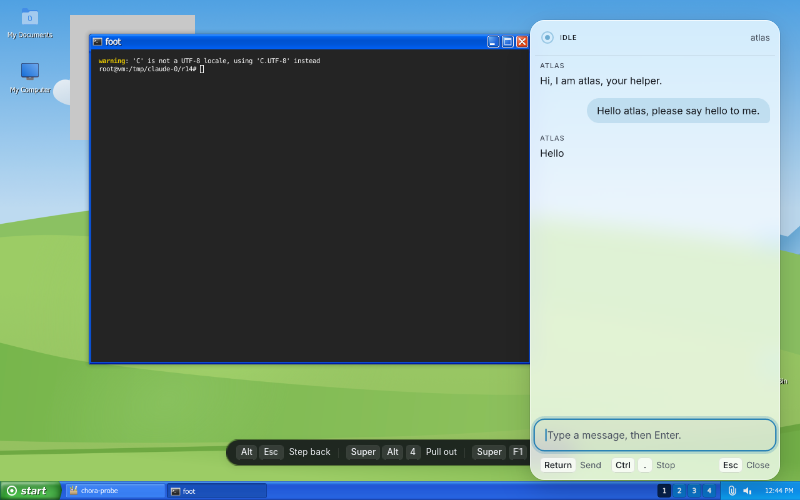 My Documents
My Computer
foot
warning: 'C' is not a UTF-8 locale, using 'C.UTF-8' instead
root@vm:/tmp/claude-0/r14#
IDLE
atlas
ATLAS
Hi, I am atlas, your helper.
Hello atlas, please say hello to me.
ATLAS
Hello
Type a message, then Enter.
Return Send Ctrl . Stop Esc Close
Alt Esc Step back Super Alt 4 Pull out Super F1
start
chora-probe
foot
1 2 3 4
12:44 PM